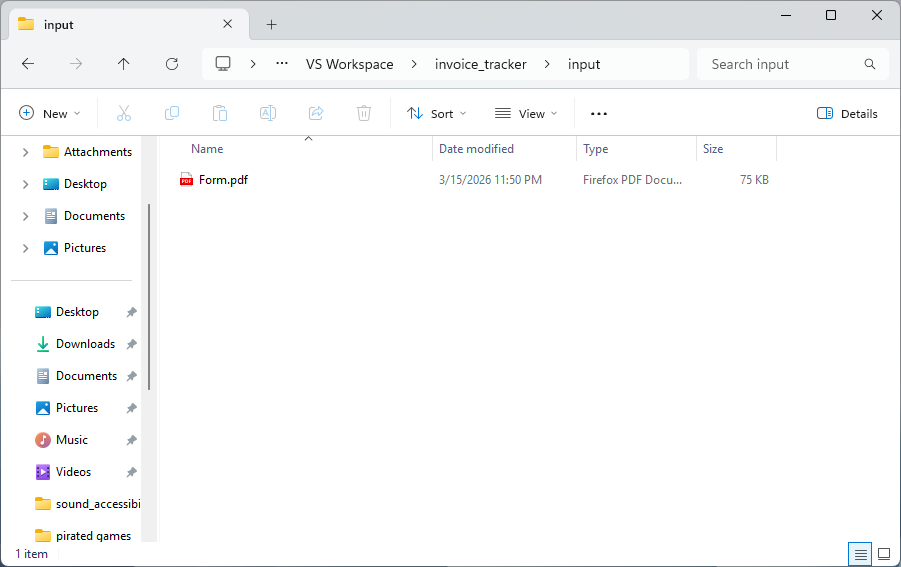 input
VS Workspace
invoice_tracker
input
Search input
New
Sort
View
Details
Name
Date modified
Type
Size
PDF
Form.pdf
3/15/2026 11:50 PM
Firefox PDF Docu...
75 KB
Attachments
Desktop
Documents
Pictures
Desktop
Downloads
Documents
Pictures
Music
Videos
sound_accessibi
pirated games
1 item